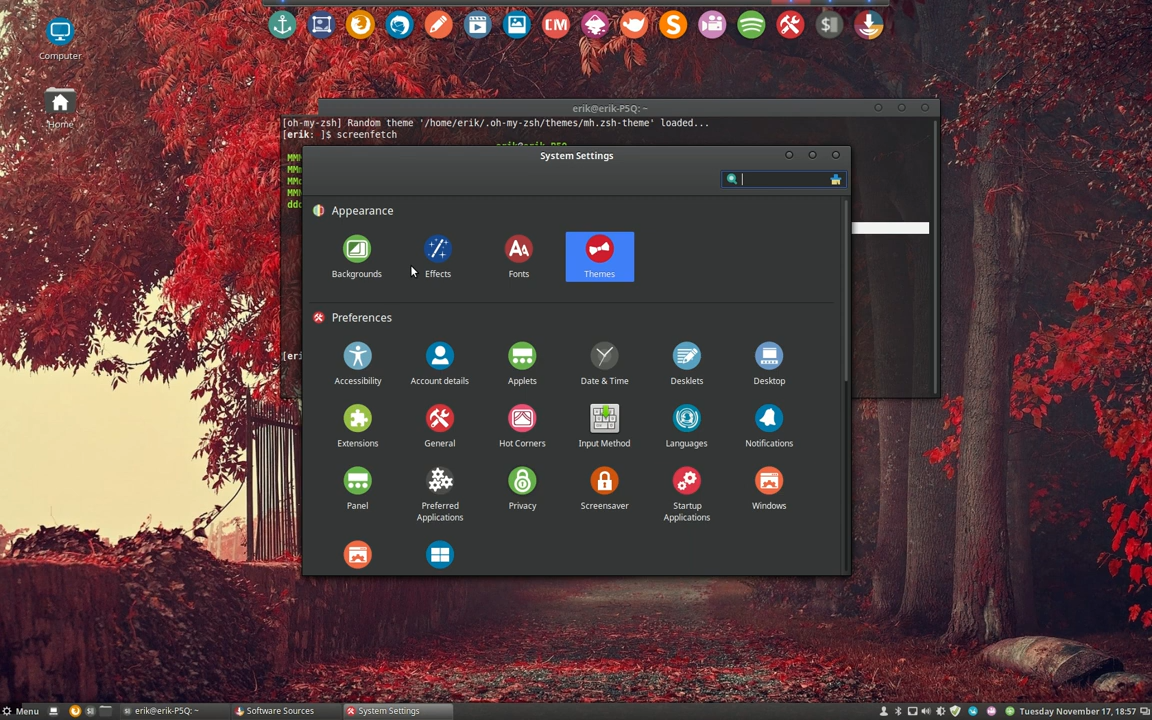 Computer
Home
CM
S
erik@erik-P5Q: ~
[oh-my-zsh] Random theme '/home/erik/.oh-my-zsh/themes/mh.zsh-theme' loaded...
[erik: ]$ screenfetch
System Settings
Appearance
Backgrounds
Effects
Fonts
Themes
Preferences
Accessibility
Account details
Applets
Date & Time
Desklets
Desktop
Extensions
General
Hot Corners
Input Method
Languages
Notifications
Panel
Preferred
Applications
Privacy
Screensaver
Startup
Applications
Windows
Menu
erik@erik-P5Q: ~
Software Sources
System Settings
Tuesday November 17, 18:57